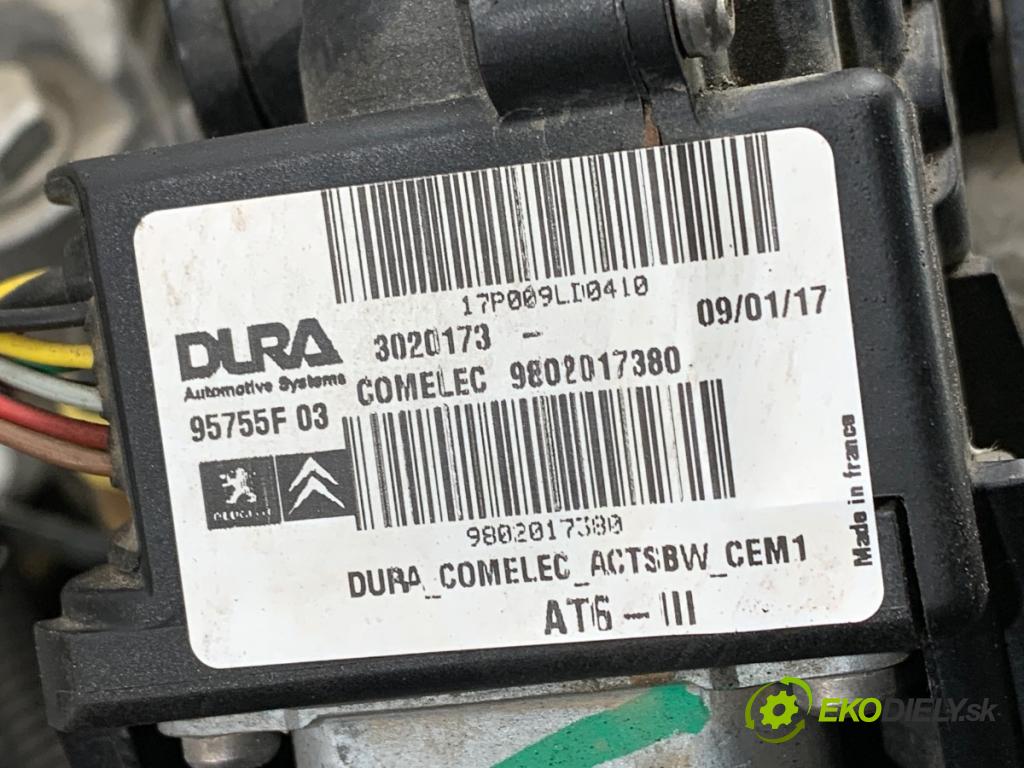 17P009LD0410
DURA
Automotive Systems
3020173 -
09/01/17
COMELEC 9802017380
95755F 03
PEUGEOT
9802017380
DURA_COMELEC_ACTSBW_CEM1
AT6 - III
Made in france
EKODIELY.sk